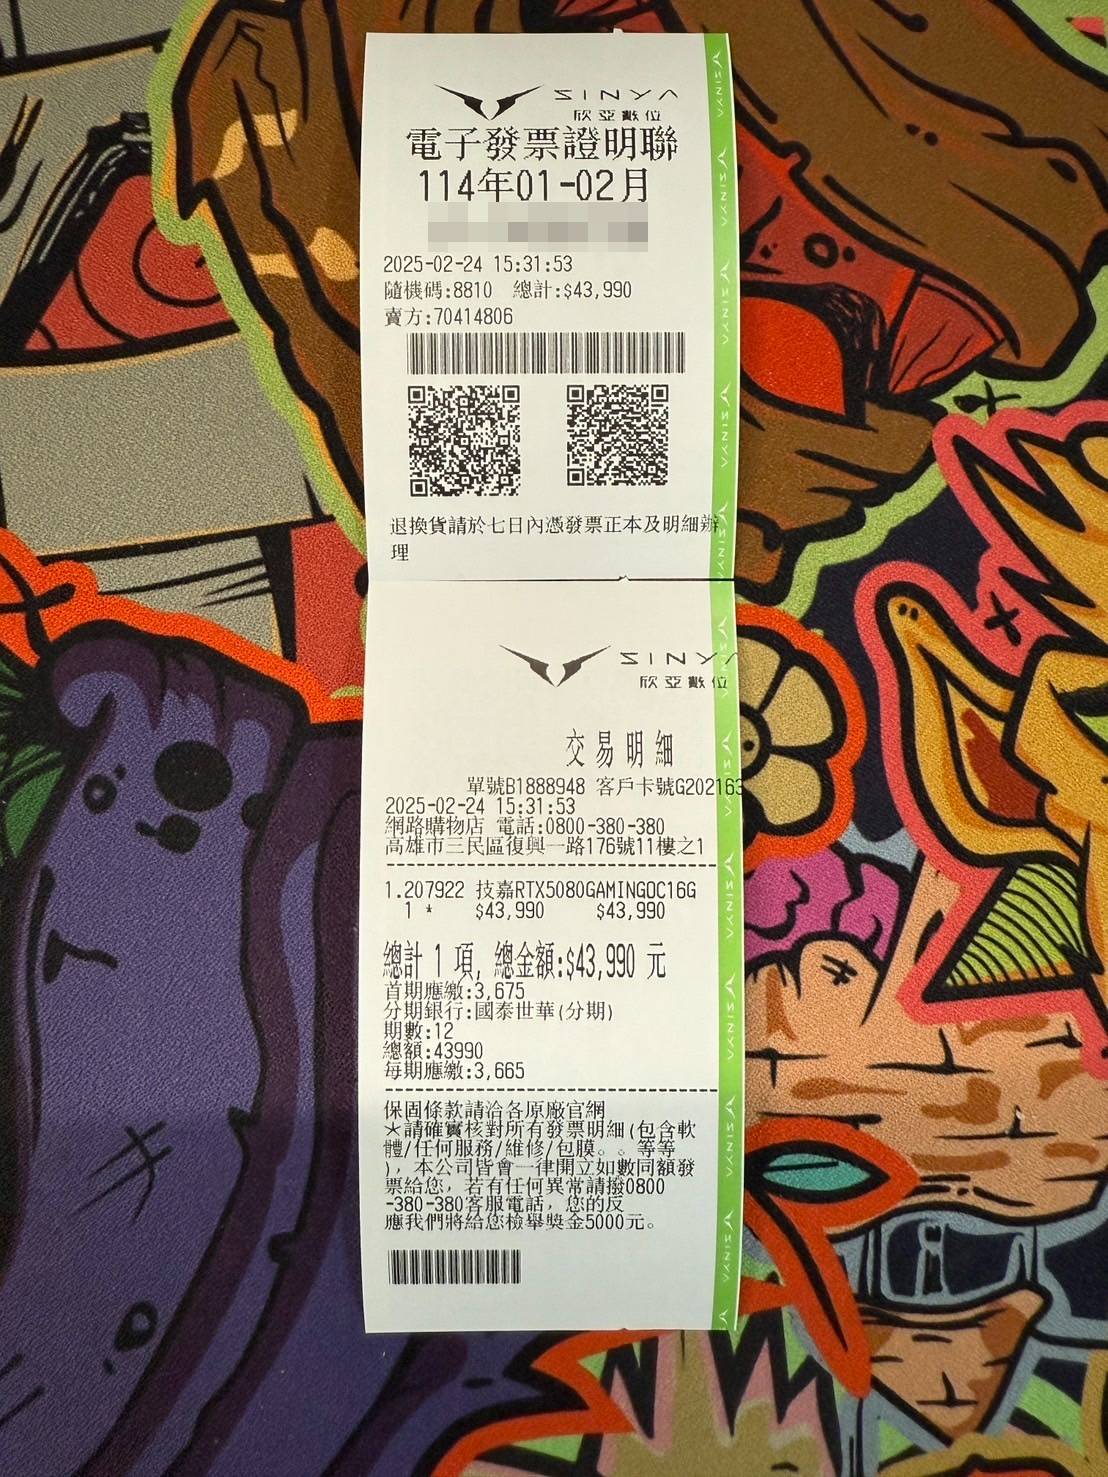 SINYA
欣亞數位
電子發票證明聯
114年01-02月
2025-02-24 15:31:53
隨機碼:8810 總計:$43,990
賣方:70414806
退換貨請於七日內憑發票正本及明細辦
理
SINYA
欣亞數位
交易明細
單號B1888948 客戶卡號G202163
2025-02-24 15:31:53
網路購物店 電話:0800-380-380
高雄市三民區復興一路176號11樓之1
1.207922 技嘉RTX5080GAMINGOC16G
1 * $43,990 $43,990
總計 1 項, 總金額:$43,990 元
首期應繳:3,675
分期銀行:國泰世華(分期)
期數:12
總額:43990
每期應繳:3,665
保固條款請洽各原廠官網
★請確實核對所有發票明細(包含軟
體/任何服務/維修/包膜。。等等
), 本公司皆會一律開立如數同額發
票給您, 若有任何異常請撥0800
-380-380客服電話, 您的反
應我們將給您檢舉獎金5000元。